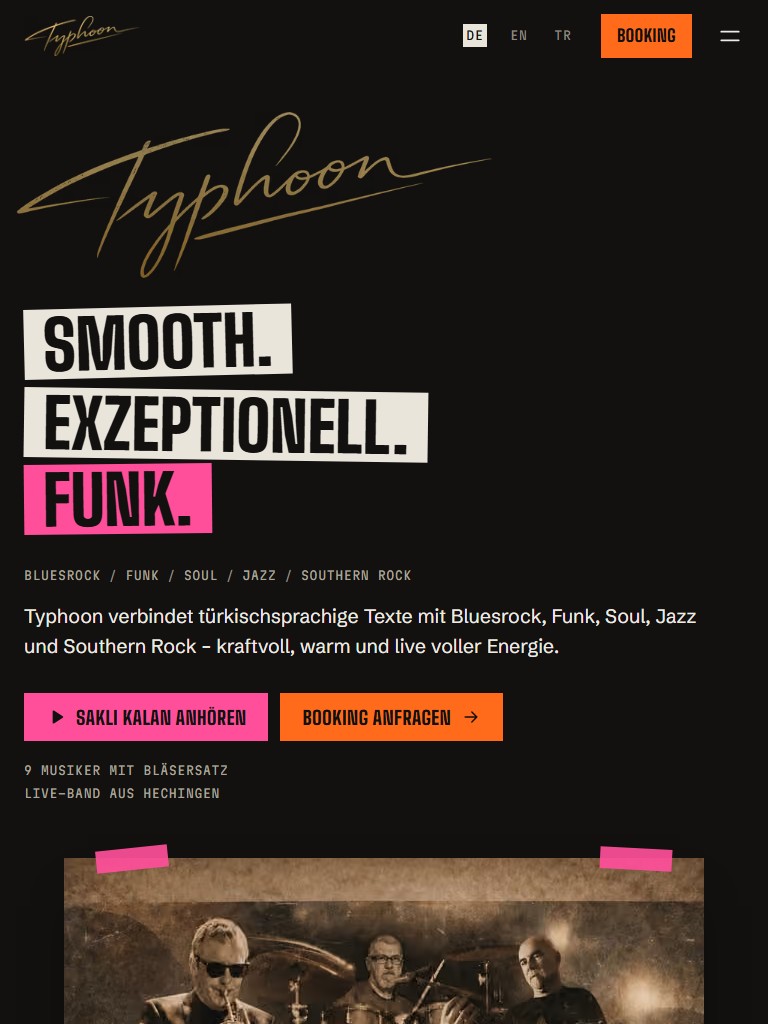 Typhoon
DE EN TR BOOKING
Typhoon
SMOOTH.
EXZEPTIONELL.
FUNK.
BLUESROCK / FUNK / SOUL / JAZZ / SOUTHERN ROCK
Typhoon verbindet türkischsprachige Texte mit Bluesrock, Funk, Soul, Jazz
und Southern Rock – kraftvoll, warm und live voller Energie.
SAKLI KALAN ANHÖREN BOOKING ANFRAGEN →
9 MUSIKER MIT BLÄSERSATZ
LIVE-BAND AUS HECHINGEN